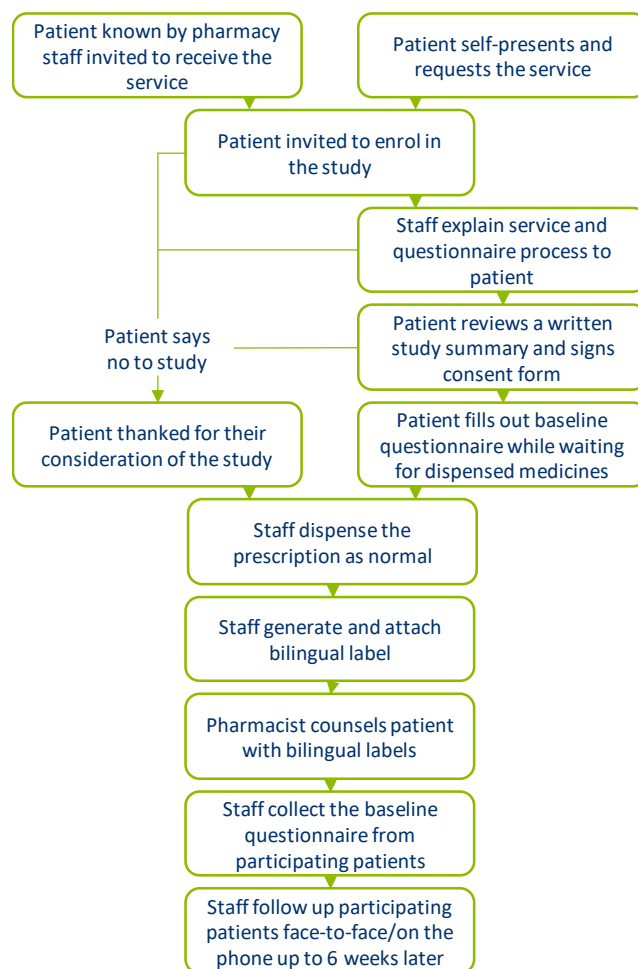 Patient known by pharmacy
staff invited to receive the
service
Patient self-presents and
requests the service
Patient invited to enrol in
the study
Staff explain service and
questionnaire process to
patient
Patient says
no to study
Patient reviews a written
study summary and signs
consent form
Patient thanked for their
consideration of the study
Patient fills out baseline
questionnaire while waiting
for dispensed medicines
Staff dispense the
prescription as normal
Staff generate and attach
bilingual label
Pharmacist counsels patient
with bilingual labels
Staff collect the baseline
questionnaire from
participating patients
Staff follow up participating
patients face-to-face/on the
phone up to 6 weeks later